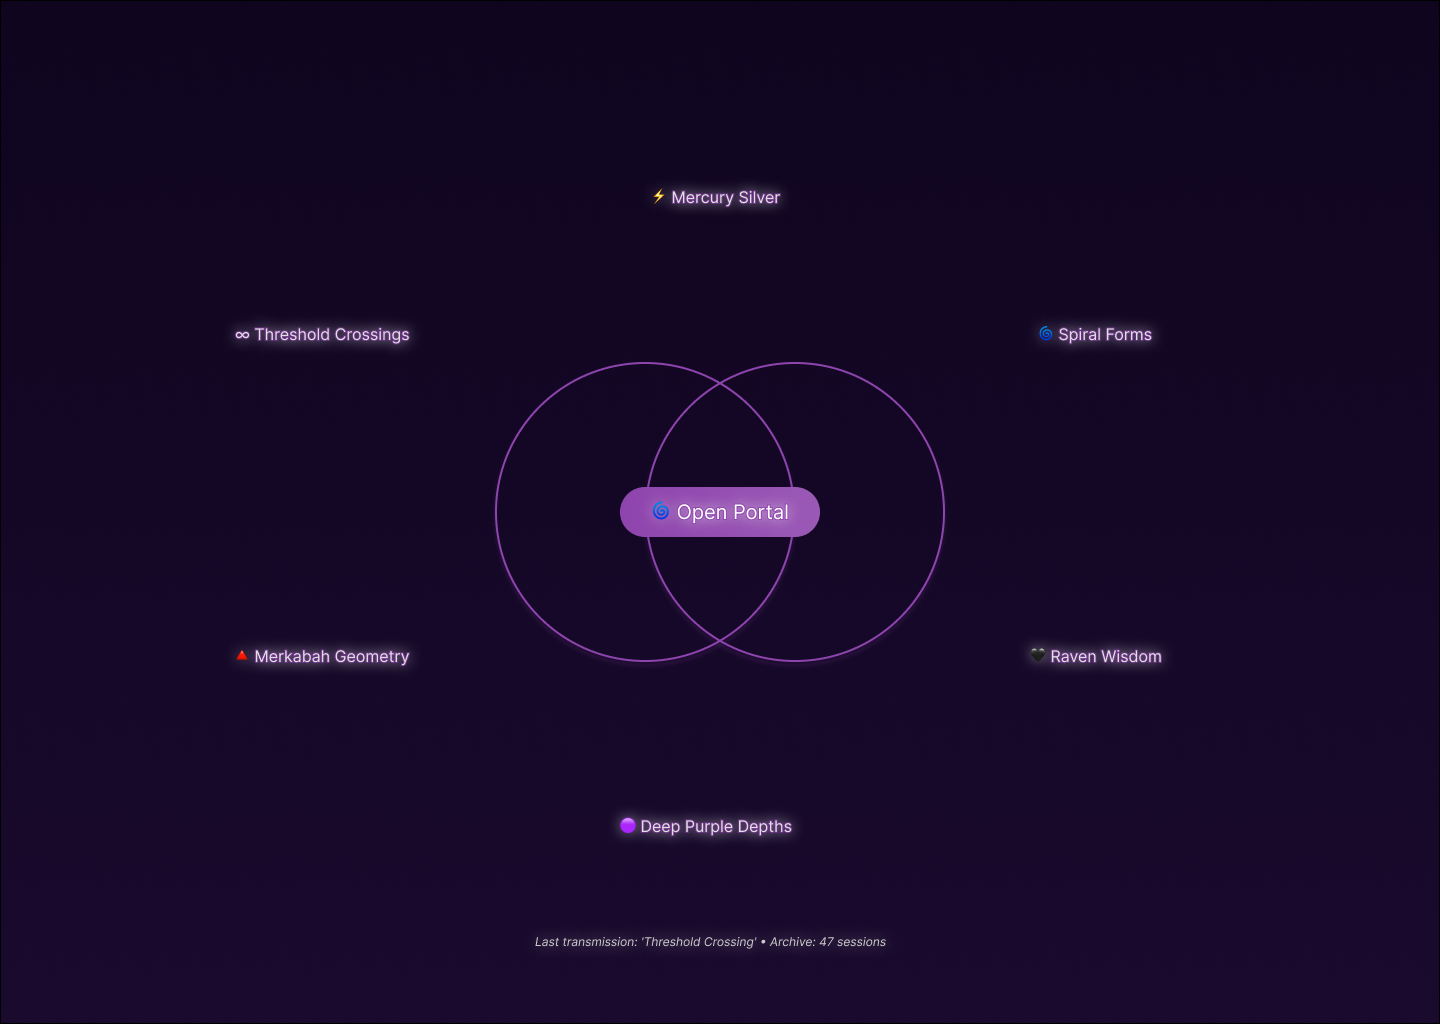 ⚡ Mercury Silver
∞ Threshold Crossings
🌀 Spiral Forms
🌀 Open Portal
🔺 Merkabah Geometry
🖤 Raven Wisdom
🟣 Deep Purple Depths
Last transmission: 'Threshold Crossing' • Archive: 47 sessions